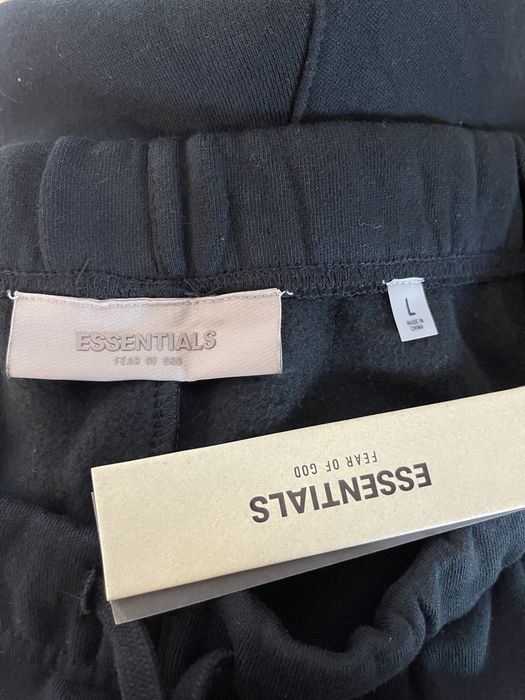 ESSENTIALS
FEAR OF GOD
L
MADE IN
CHINA
ESSENTIALS
FEAR OF GOD